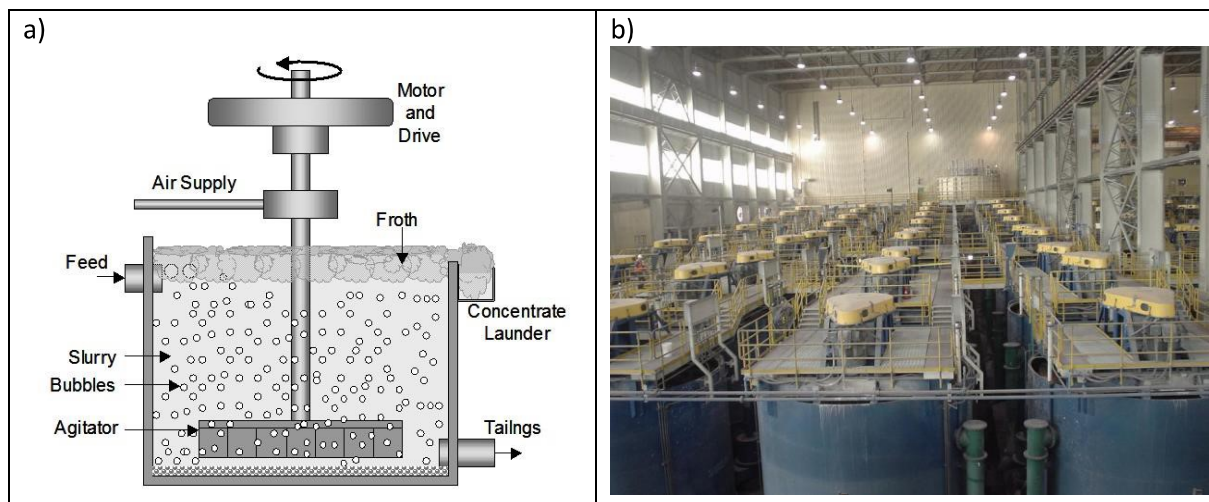 a)
Motor
and
Drive
Air Supply
Froth
Feed
Concentrate
Launder
Slurry
Bubbles
Agitator
Tailngs
b)